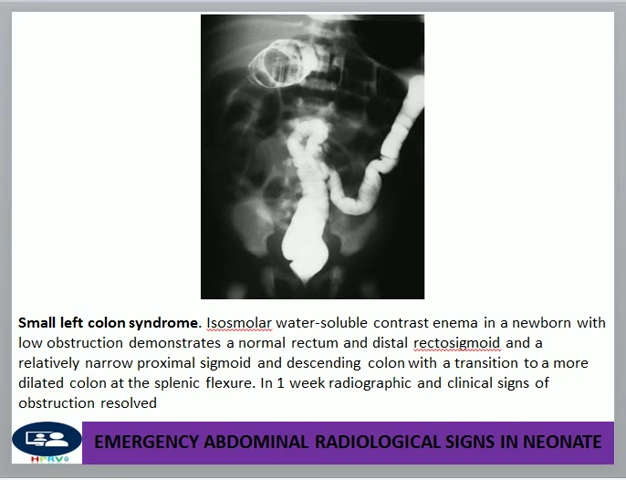 Small left colon syndrome. Isosmolar water-soluble contrast enema in a newborn with
low obstruction demonstrates a normal rectum and distal rectosigmoid and a
relatively narrow proximal sigmoid and descending colon with a transition to a more
dilated colon at the splenic flexure. In 1 week radiographic and clinical signs of
obstruction resolved
EMERGENCY ABDOMINAL RADIOLOGICAL SIGNS IN NEONATE